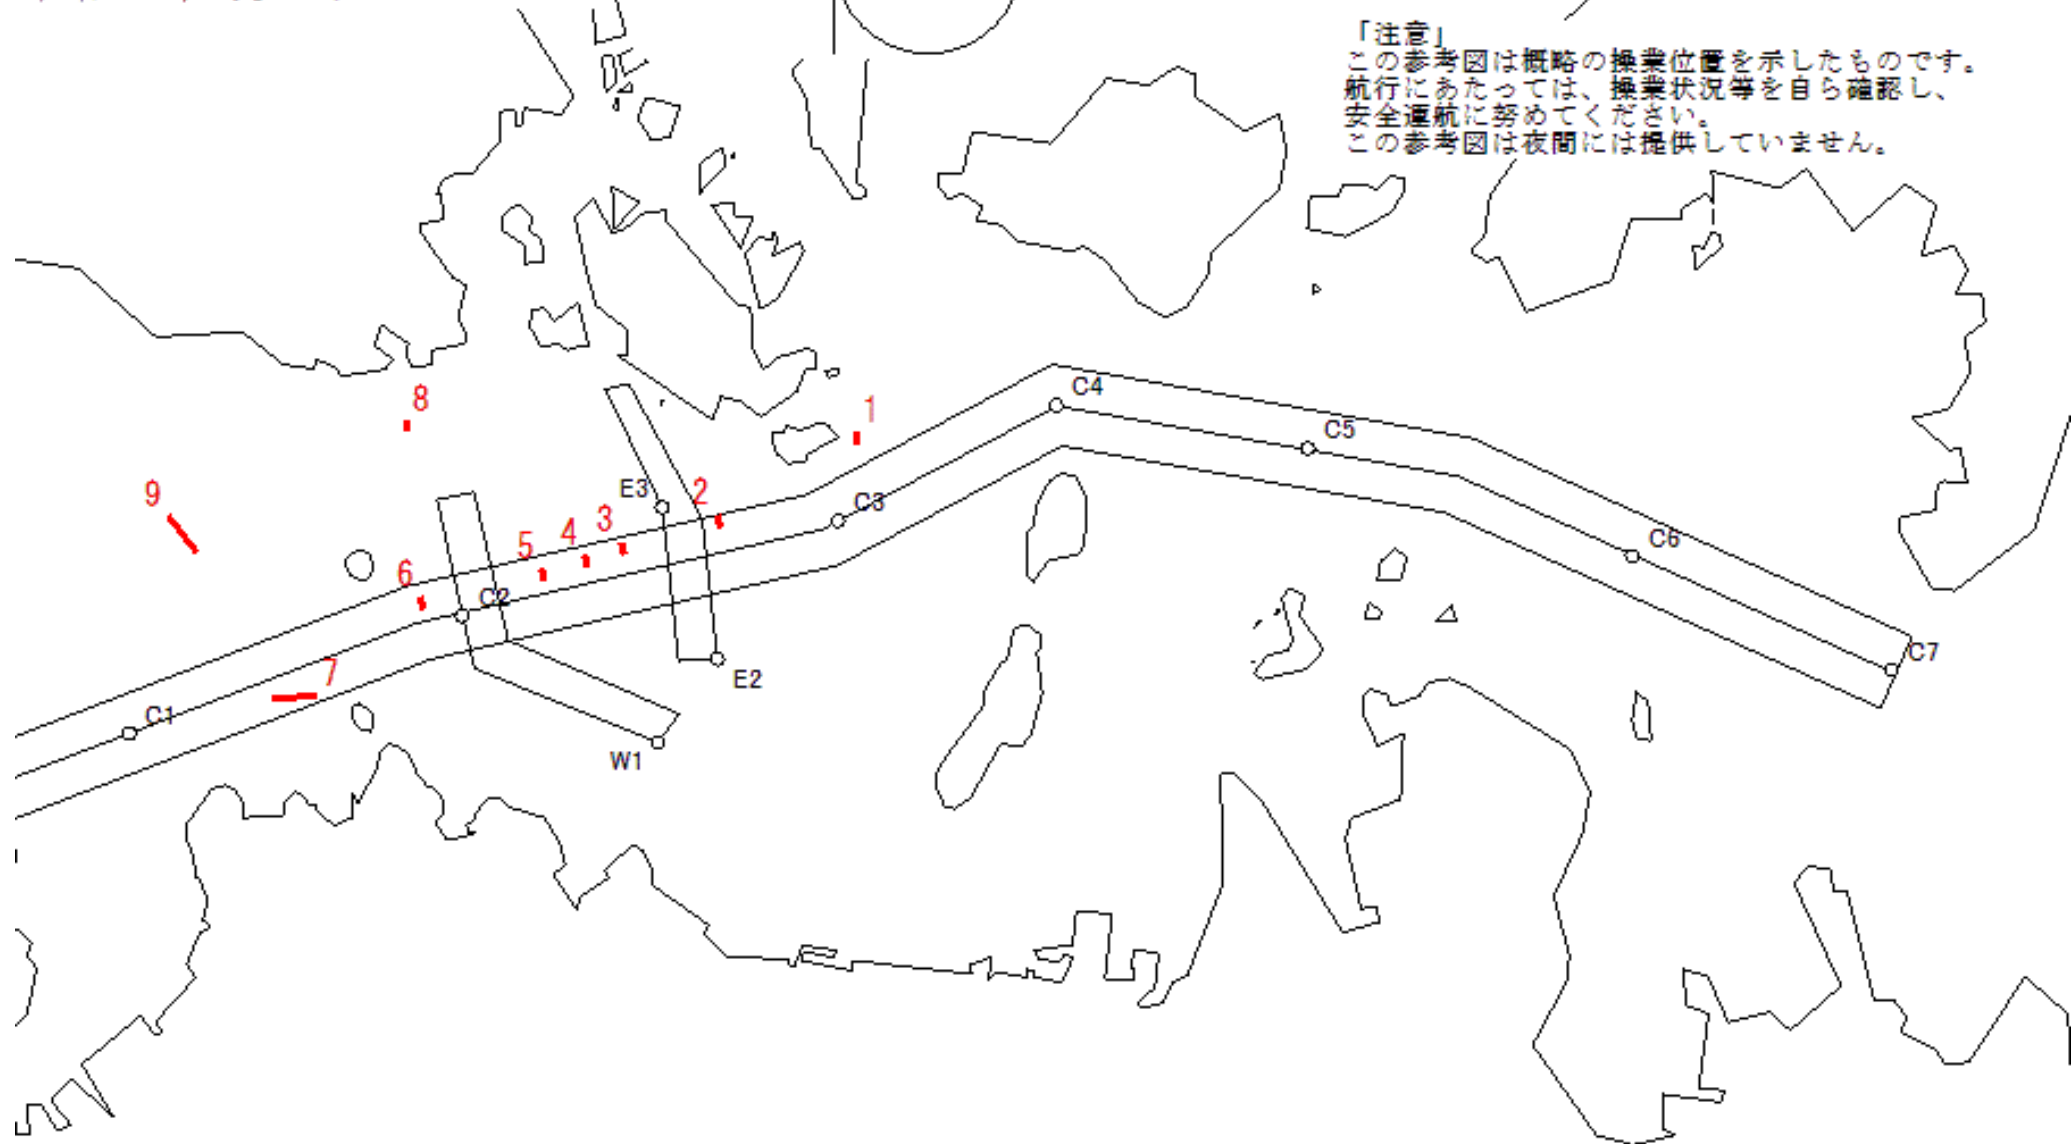 「注意」
この参考図は概略の操業位置を示したものです。
航行にあたっては、操業状況等を自ら確認し、
安全運航に努めてください。
この参考図は夜間には提供していません。
C4
8
1
C5
9
E3
2
C3
3
4
5
C6
6
C2
C7
7
E2
C1
W1